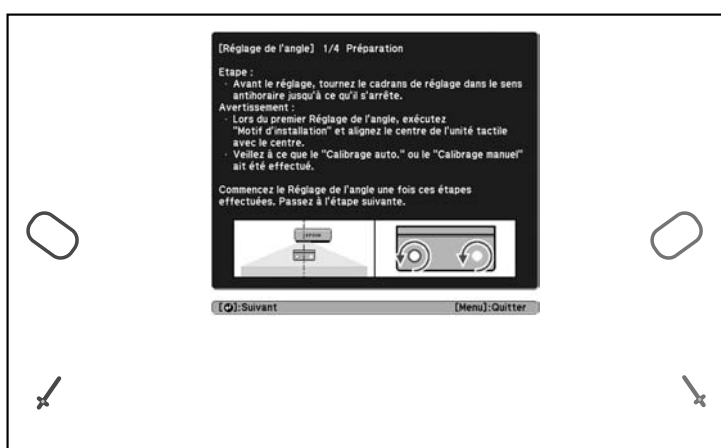 [Réglage de l'angle] 1/4 Préparation
Etape :
· Avant le réglage, tournez le cadrans de réglage dans le sens
antihoraire jusqu'à ce qu'il s'arrête.
Avertissement :
· Lors du premier Réglage de l'angle, exécutez
"Motif d'installation" et alignez le centre de l'unité tactile
avec le centre.
· Veillez à ce que le "Calibrage auto." ou le "Calibrage manuel"
ait été effectué.
Commencez le Réglage de l'angle une fois ces étapes
effectuées. Passez à l'étape suivante.
EPSON
[⏎]:Suivant [Menu]:Quitter